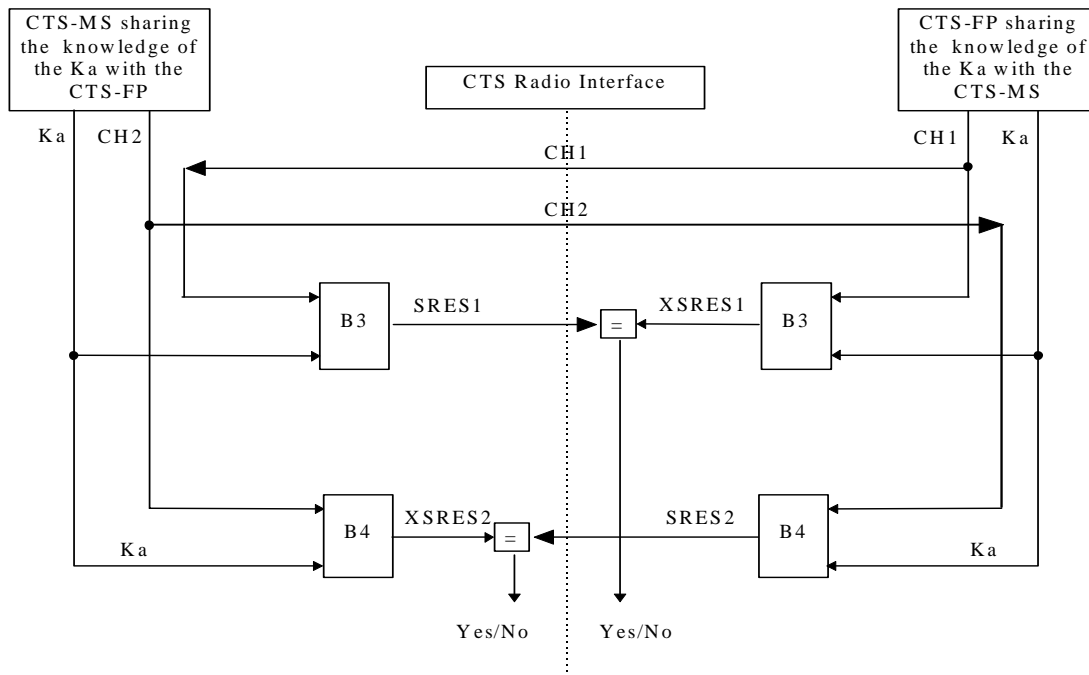 CTS-MS sharing
the knowledge of
the Ka with the
CTS-FP
CTS-FP sharing
the knowledge of
the Ka with the
CTS-MS
CTS Radio Interface
Ka
CH2
CH1
Ka
CH1
CH2
B3
SRES1
=
XSRES1
B3
B4
XSRES2
=
SRES2
B4
Ka
Ka
Yes/No
Yes/No